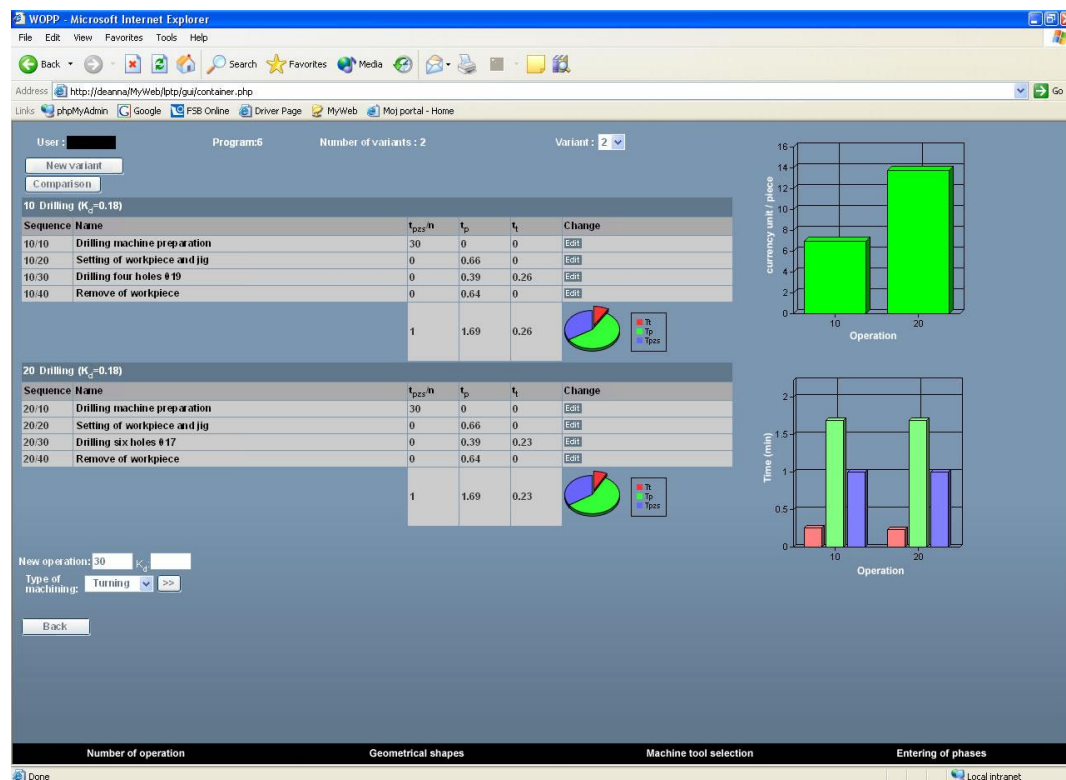 WOPP - Microsoft Internet Explorer
File Edit View Favorites Tools Help
Back Search Favorites Media
Address http://deanna/MyWeb/lptp/gui/container.php Go
Links phpMyAdmin Google FSB Online Driver Page MyWeb Moj portal - Home
User : Program:6 Number of variants : 2 Variant : 2
New variant
Comparison
10 Drilling (Kd=0.18)
Sequence Name tpzs/n tp tt Change
10/10 Drilling machine preparation 30 0 0 Edit
10/20 Setting of workpiece and jig 0 0.66 0 Edit
10/30 Drilling four holes θ19 0 0.39 0.26 Edit
10/40 Remove of workpiece 0 0.64 0 Edit
1 1.69 0.26
Tt
Tp
Tpzs
20 Drilling (Kd=0.18)
Sequence Name tpzs/n tp tt Change
20/10 Drilling machine preparation 30 0 0 Edit
20/20 Setting of workpiece and jig 0 0.66 0 Edit
20/30 Drilling six holes θ17 0 0.39 0.23 Edit
20/40 Remove of workpiece 0 0.64 0 Edit
1 1.69 0.23
Tt
Tp
Tpzs
New operation: 30 Kd:
Type of
machining: Turning >>
Back
currency unit / piece
16
14
12
10
8
6
4
2
0
10 20
Operation
Time (min)
2
1.5
1
0.5
0
10 20
Operation
Number of operation Geometrical shapes Machine tool selection Entering of phases
Done Local intranet